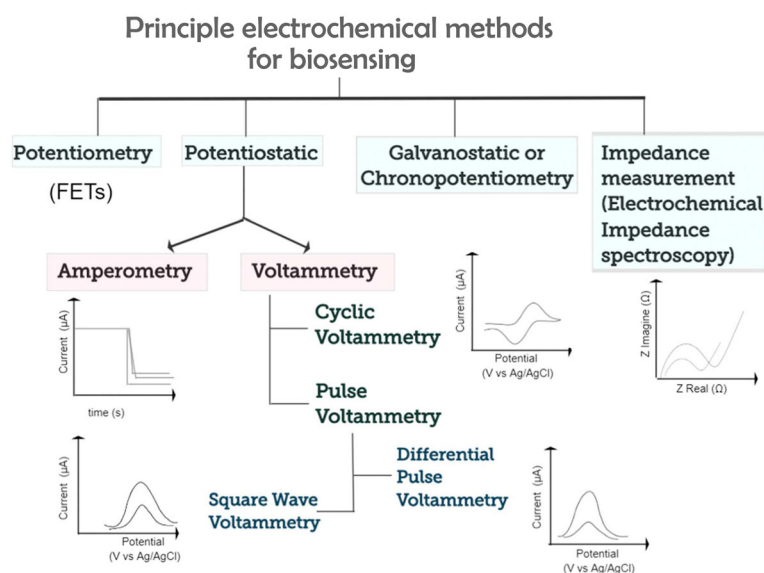 Principle electrochemical methods
for biosensing
Potentiometry
(FETs)
Potentiostatic
Galvanostatic or
Chronopotentiometry
Impedance
measurement
(Electrochemical
Impedance
spectroscopy)
Amperometry
Voltammetry
Current (µA)
time (s)
Cyclic
Voltammetry
Current (µA)
Potential
(V vs Ag/AgCl)
Z Imagine (Ω)
Z Real (Ω)
Pulse
Voltammetry
Differential
Pulse
Voltammetry
Square Wave
Voltammetry
Current (µA)
Potential
(V vs Ag/AgCl)
Current (µA)
Potential
(V vs Ag/AgCl)